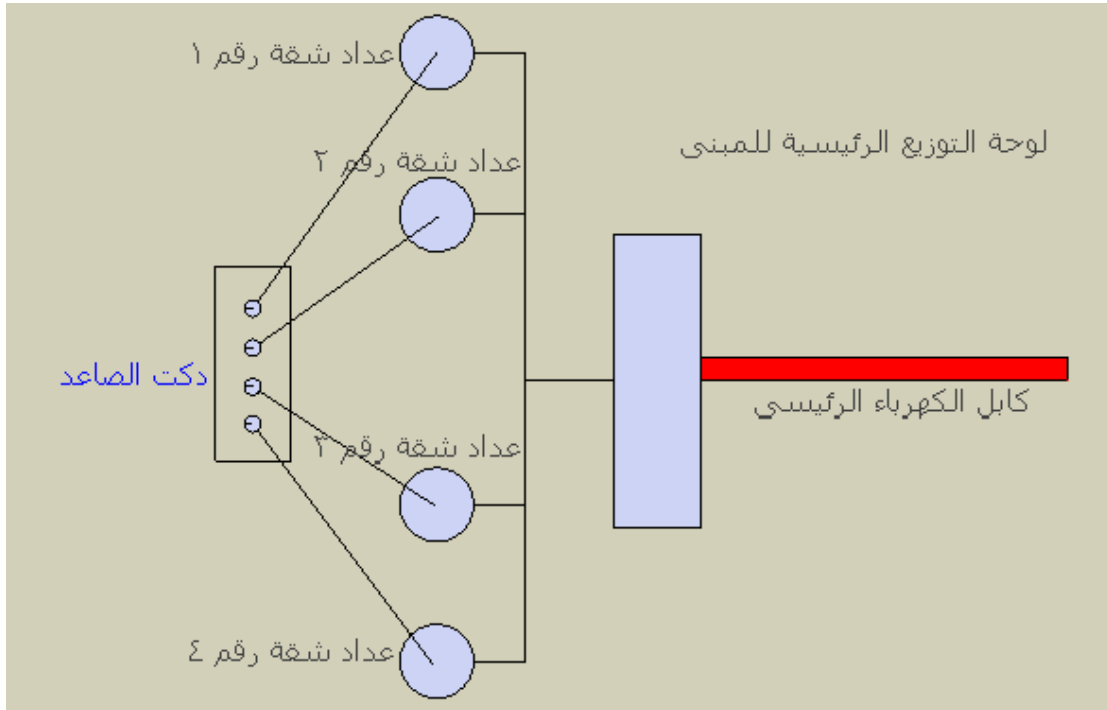 عداد شقة رقم ١
لوحة التوزيع الرئيسية للمبنى
عداد شقة رقم ٢
دكت الصاعد
كابل الكهرباء الرئيسي
عداد شقة رقم ٣
عداد شقة رقم ٤